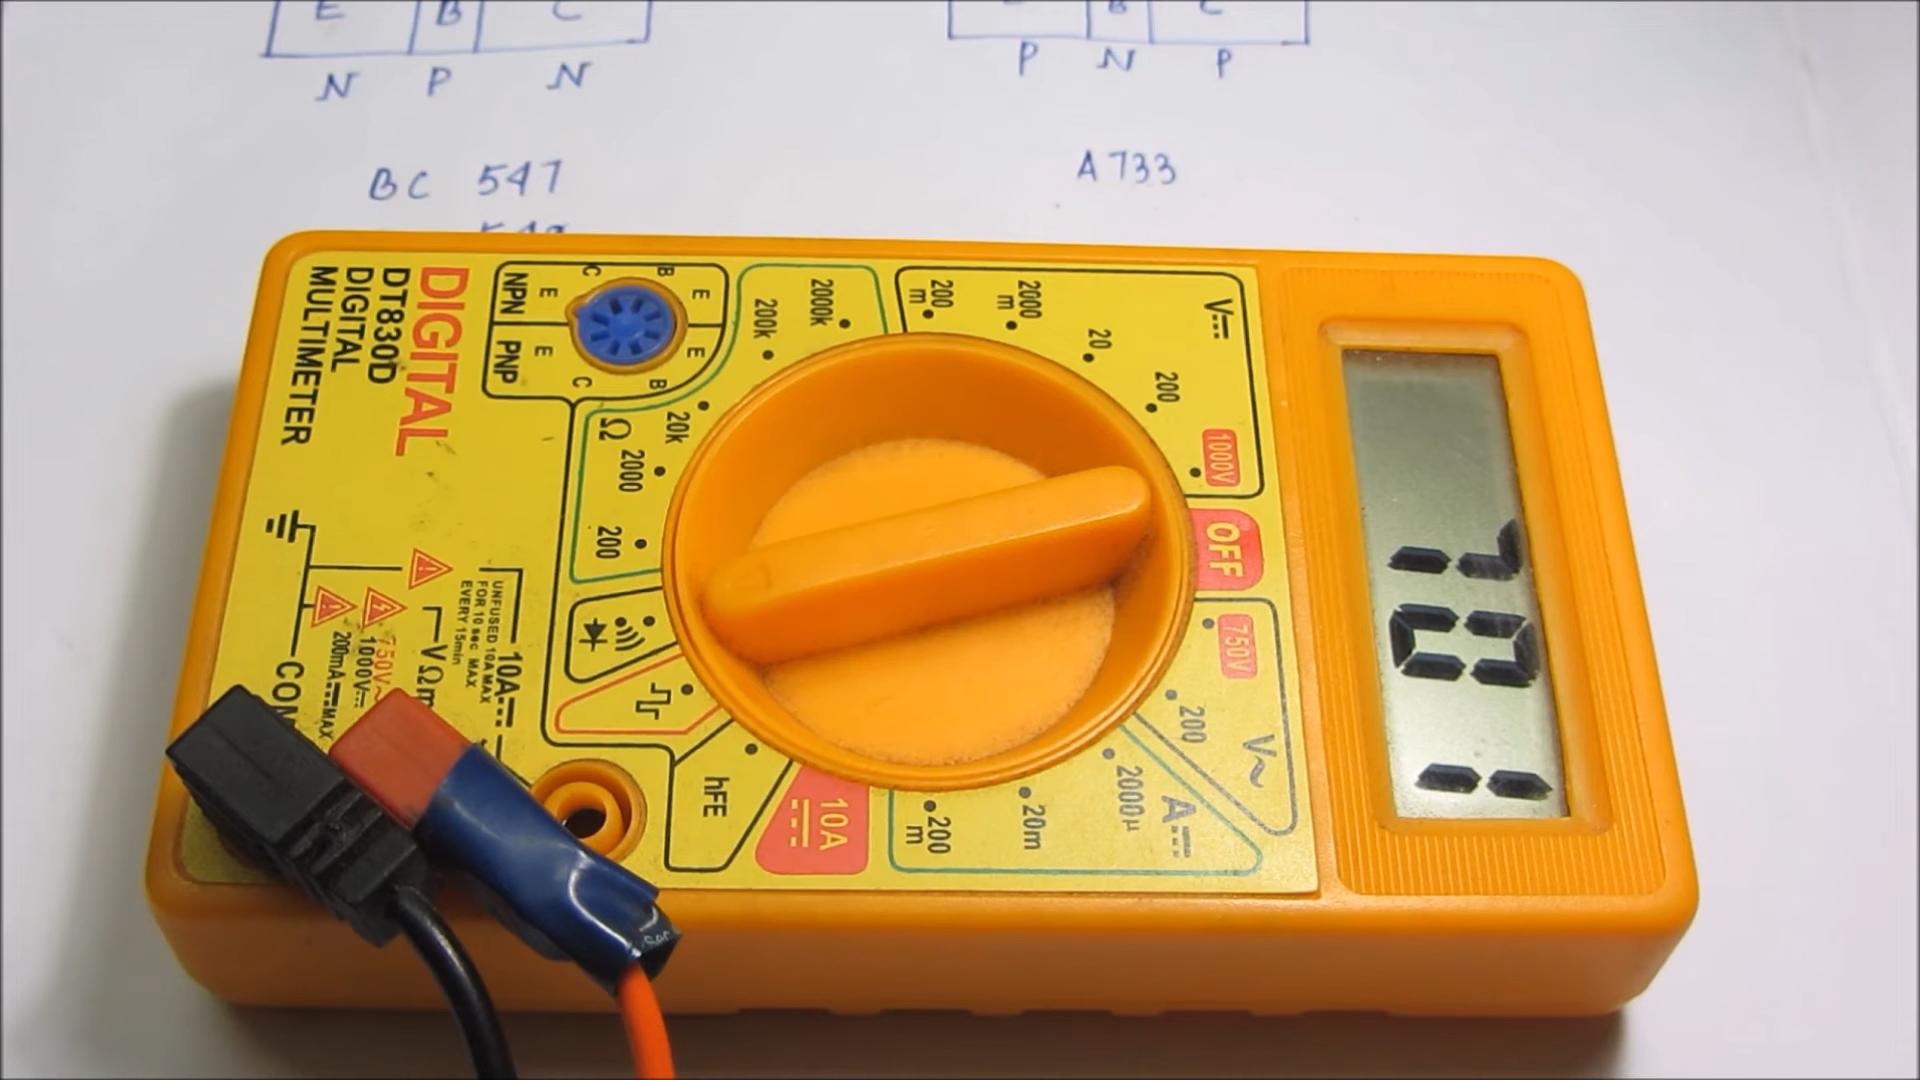 E B C
B C
N P N
P N P
BC 547
A733
DIGITAL
DT830D
DIGITAL
MULTIMETER
NPN
PNP
C B E E
C B E E
Ω
2000k
200k
20k
2000
200
V
200m
2000m
20
200
1000V
OFF
750V
200
V~
A
2000µ
20m
200m
10A
hFE
10A
UNFUSED 10A MAX
FOR 10 sec MAX
EVERY 15min
VΩm
750V~
1000V
200mA MAX
701